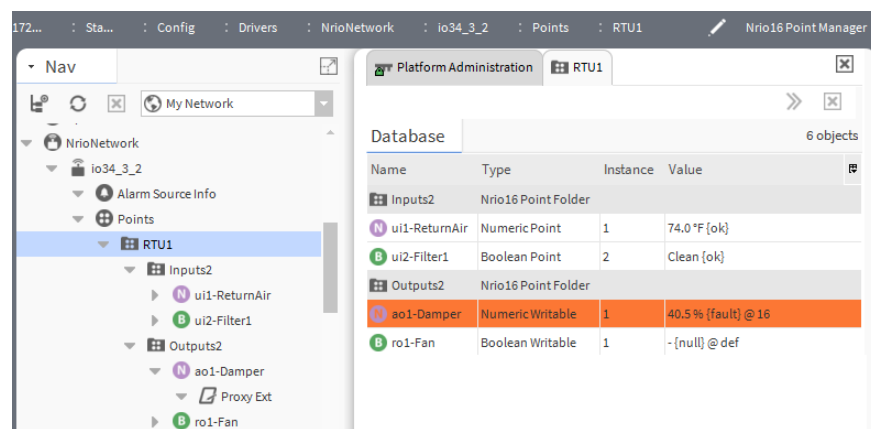 172... : Sta... : Config : Drivers : NrioNetwork : io34_3_2 : Points : RTU1 Nrio16 Point Manager
Nav
My Network
NrioNetwork
io34_3_2
Alarm Source Info
Points
RTU1
Inputs2
N ui1-ReturnAir
B ui2-Filter1
Outputs2
N ao1-Damper
Proxy Ext
B ro1-Fan
Platform Administration RTU1
Database 6 objects
Name Type Instance Value
Inputs2 Nrio16 Point Folder
N ui1-ReturnAir Numeric Point 1 74.0 °F {ok}
B ui2-Filter1 Boolean Point 2 Clean {ok}
Outputs2 Nrio16 Point Folder
N ao1-Damper Numeric Writable 1 40.5 % {fault} @ 16
B ro1-Fan Boolean Writable 1 - {null} @ def